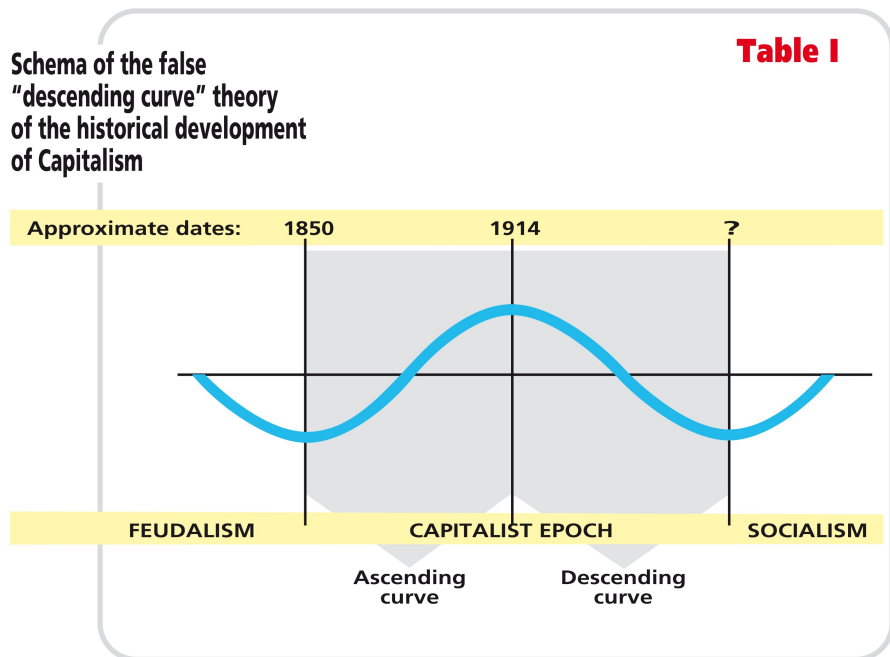 Table I
Schema of the false
“descending curve” theory
of the historical development
of Capitalism
Approximate dates: 1850 1914 ?
FEUDALISM CAPITALIST EPOCH SOCIALISM
Ascending Descending
curve curve